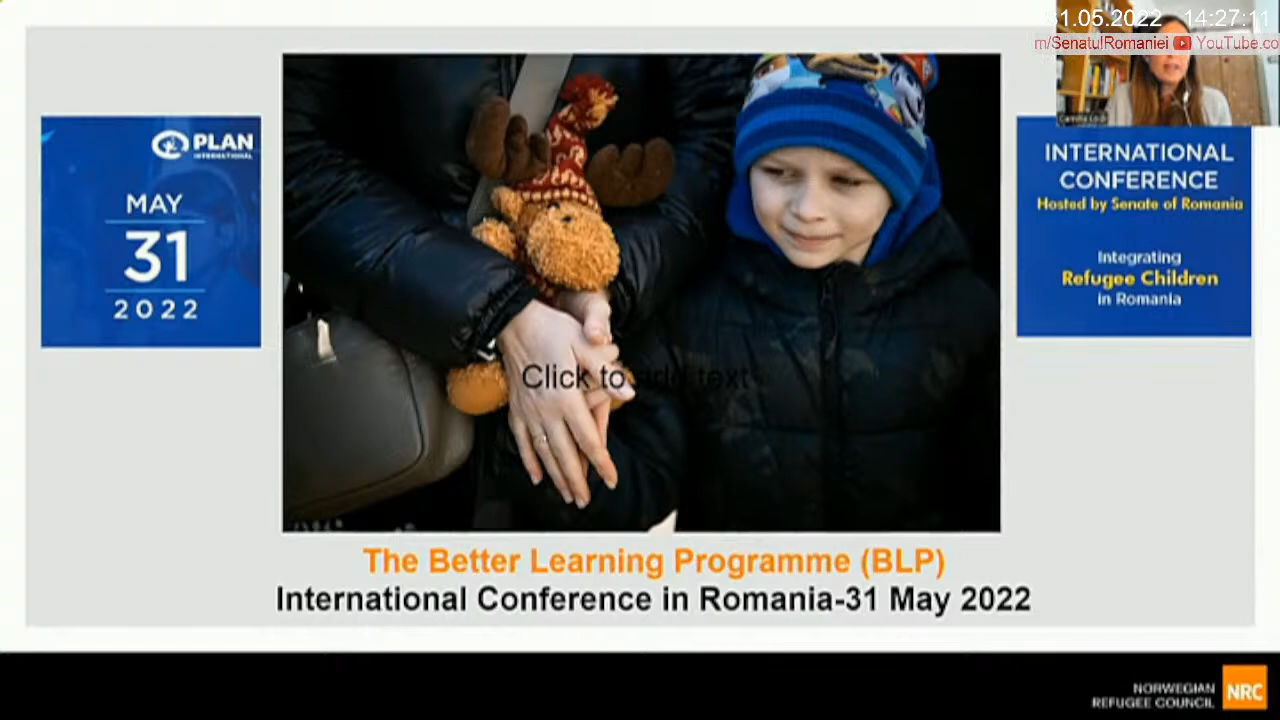 31.05.2022 14:27:11
m/SenatulRomaniei YouTube.co
PLAN
INTERNATIONAL
MAY
31
2022
INTERNATIONAL
CONFERENCE
Hosted by Senate of Romania
Integrating
Refugee Children
in Romania
Click to add text
The Better Learning Programme (BLP)
International Conference in Romania-31 May 2022
NORWEGIAN
REFUGEE COUNCIL
NRC